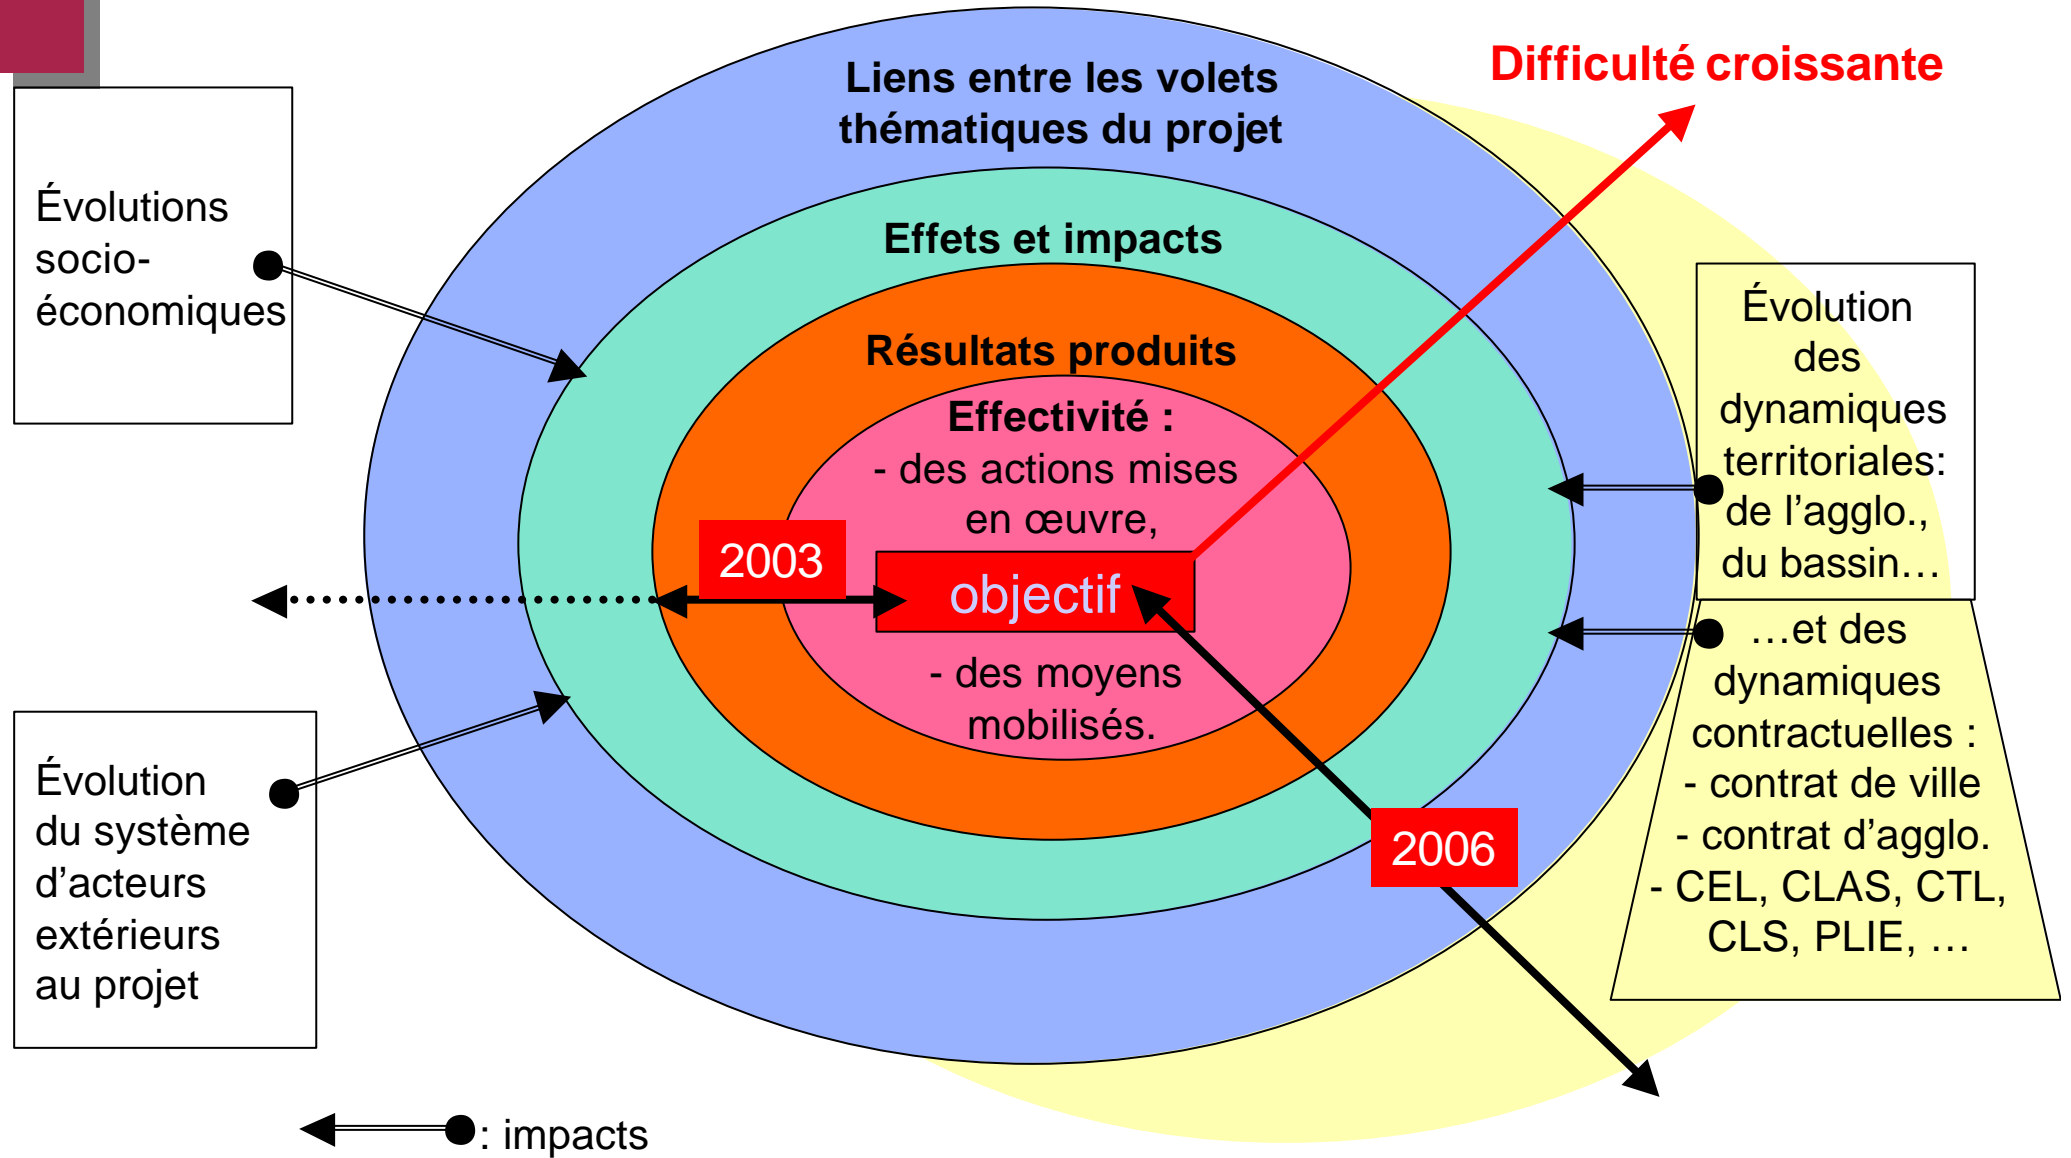 Difficulté croissante
Liens entre les volets
thématiques du projet
Effets et impacts
Résultats produits
Effectivité :
- des actions mises
en œuvre,
objectif
- des moyens
mobilisés.
2003
2006
Évolutions
socio-
économiques
Évolution
du système
d’acteurs
extérieurs
au projet
Évolution
des
dynamiques
territoriales:
de l’agglo.,
du bassin…
…et des
dynamiques
contractuelles :
- contrat de ville
- contrat d’agglo.
- CEL, CLAS, CTL,
CLS, PLIE, …
: impacts